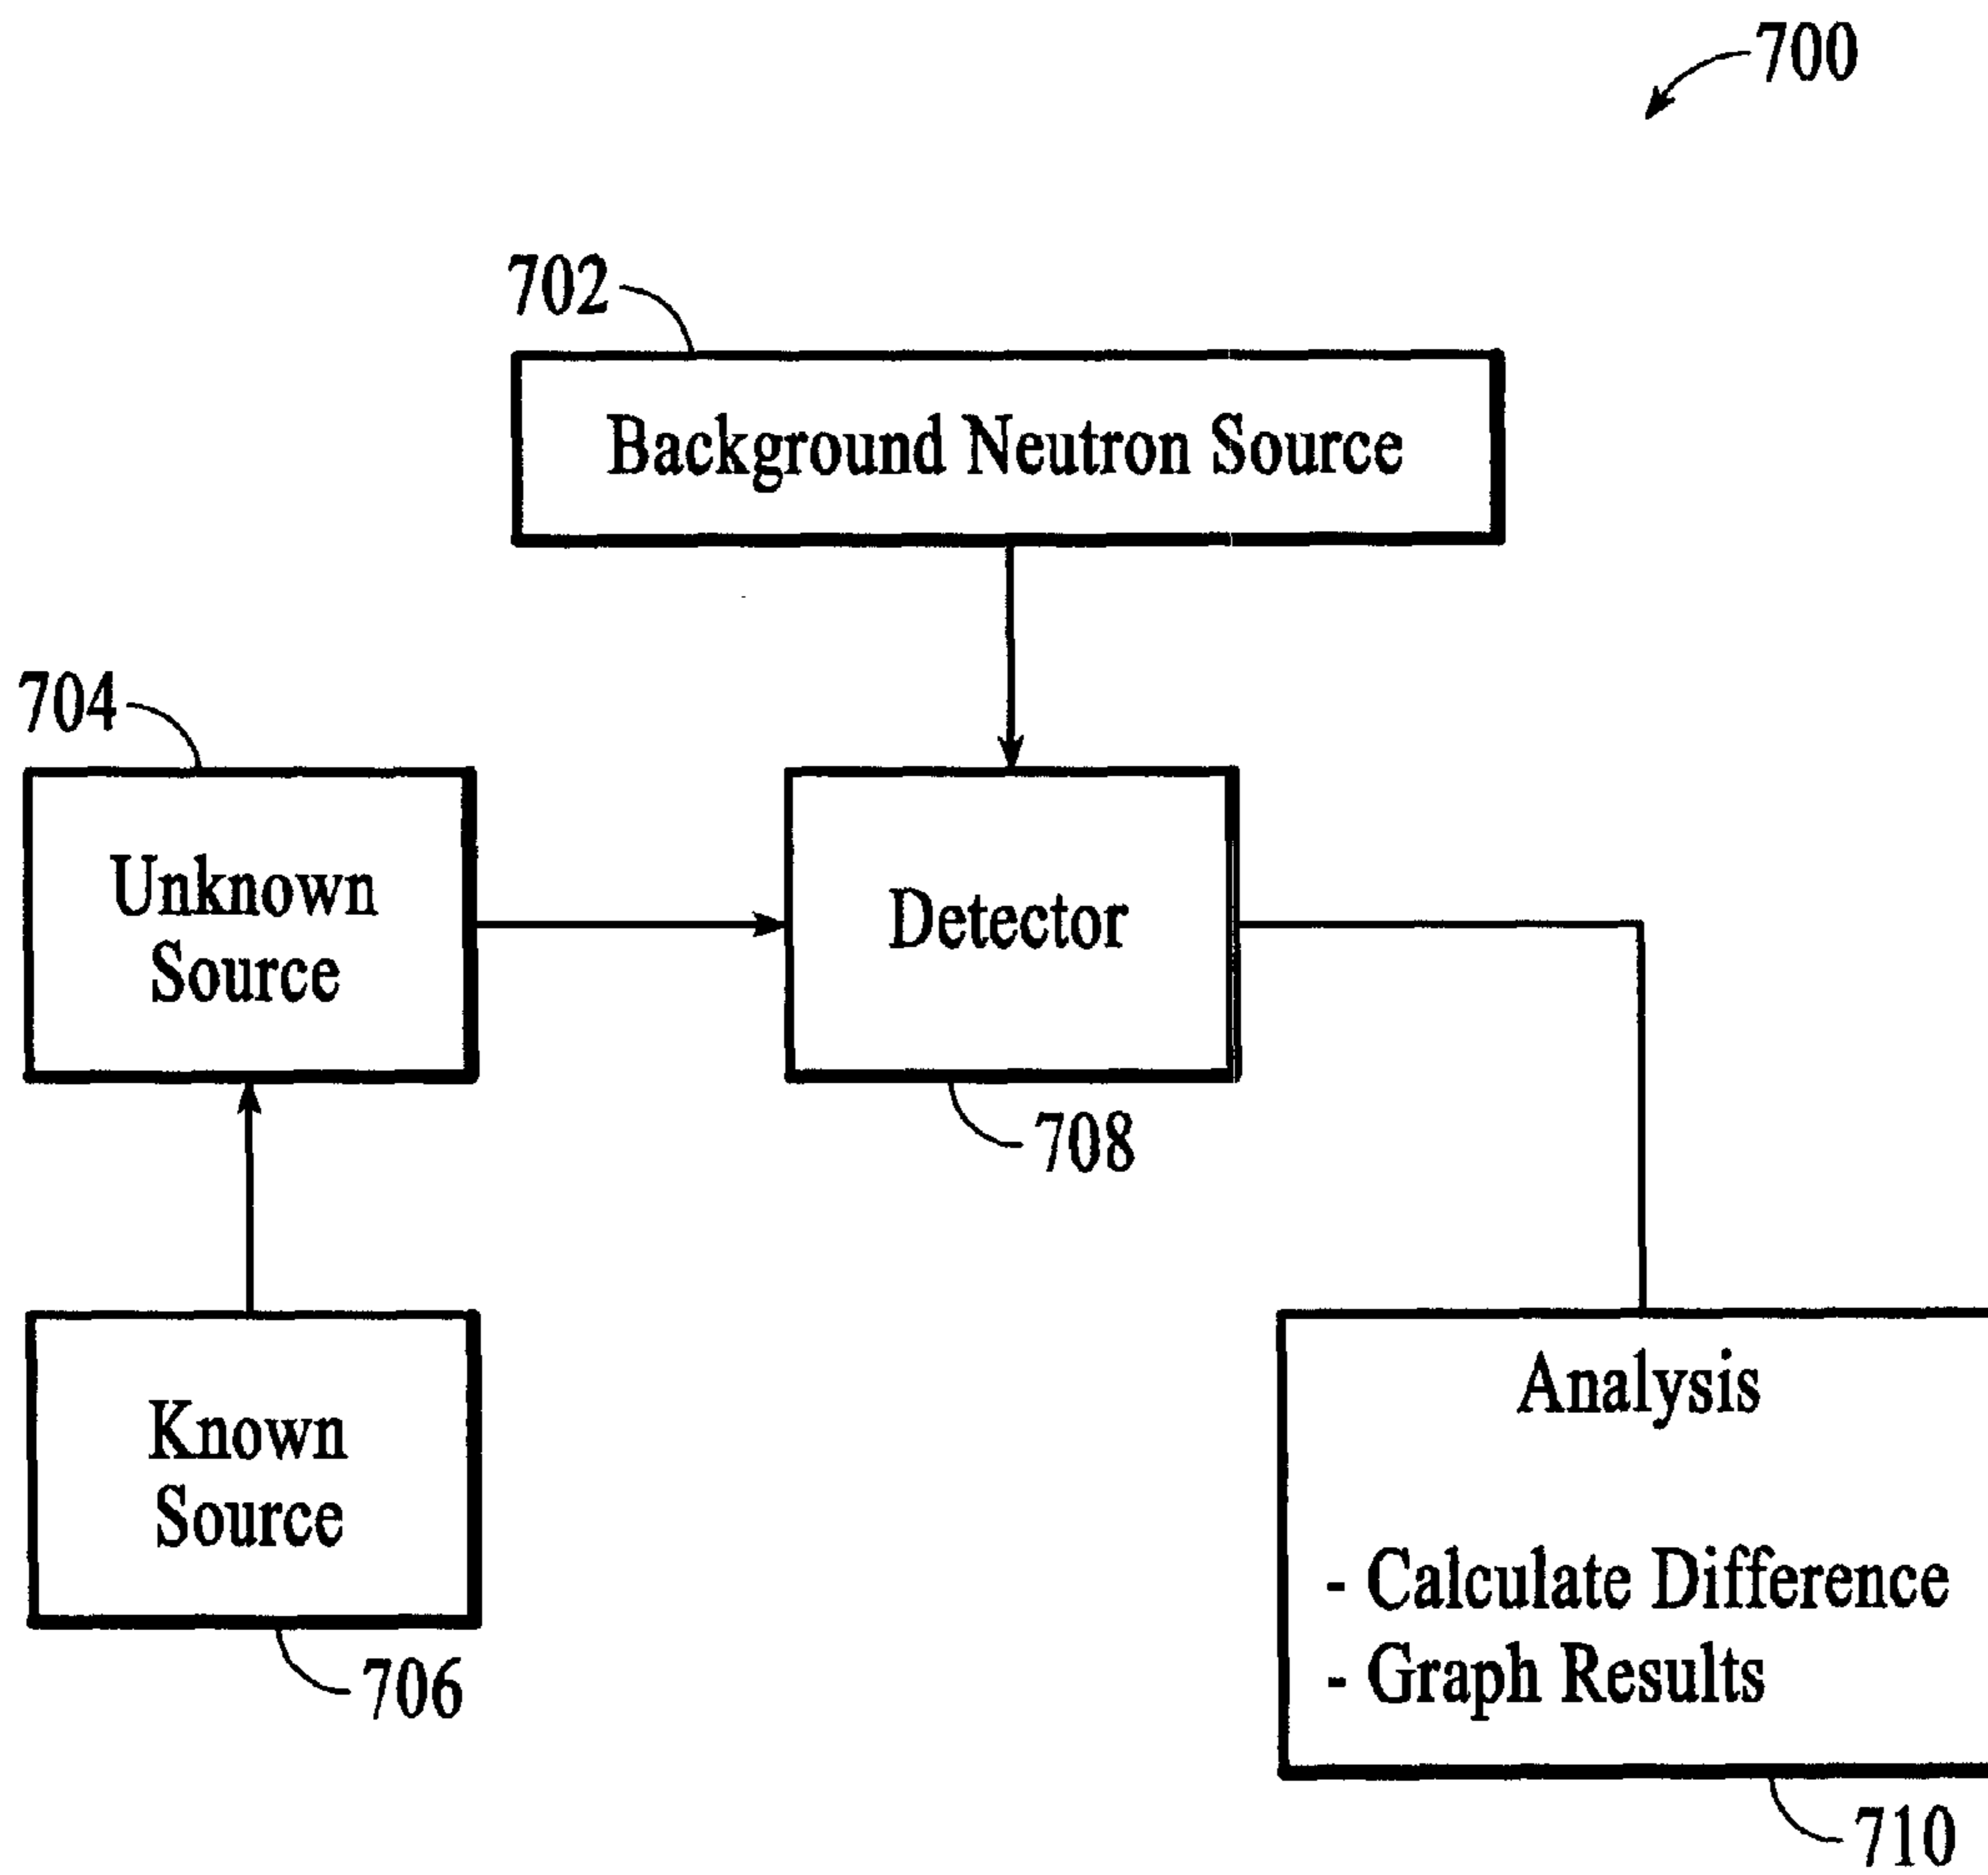 700
702
Background Neutron Source
704
Unknown
Source
Detector
708
Known
Source
706
Analysis
- Calculate Difference
- Graph Results
710